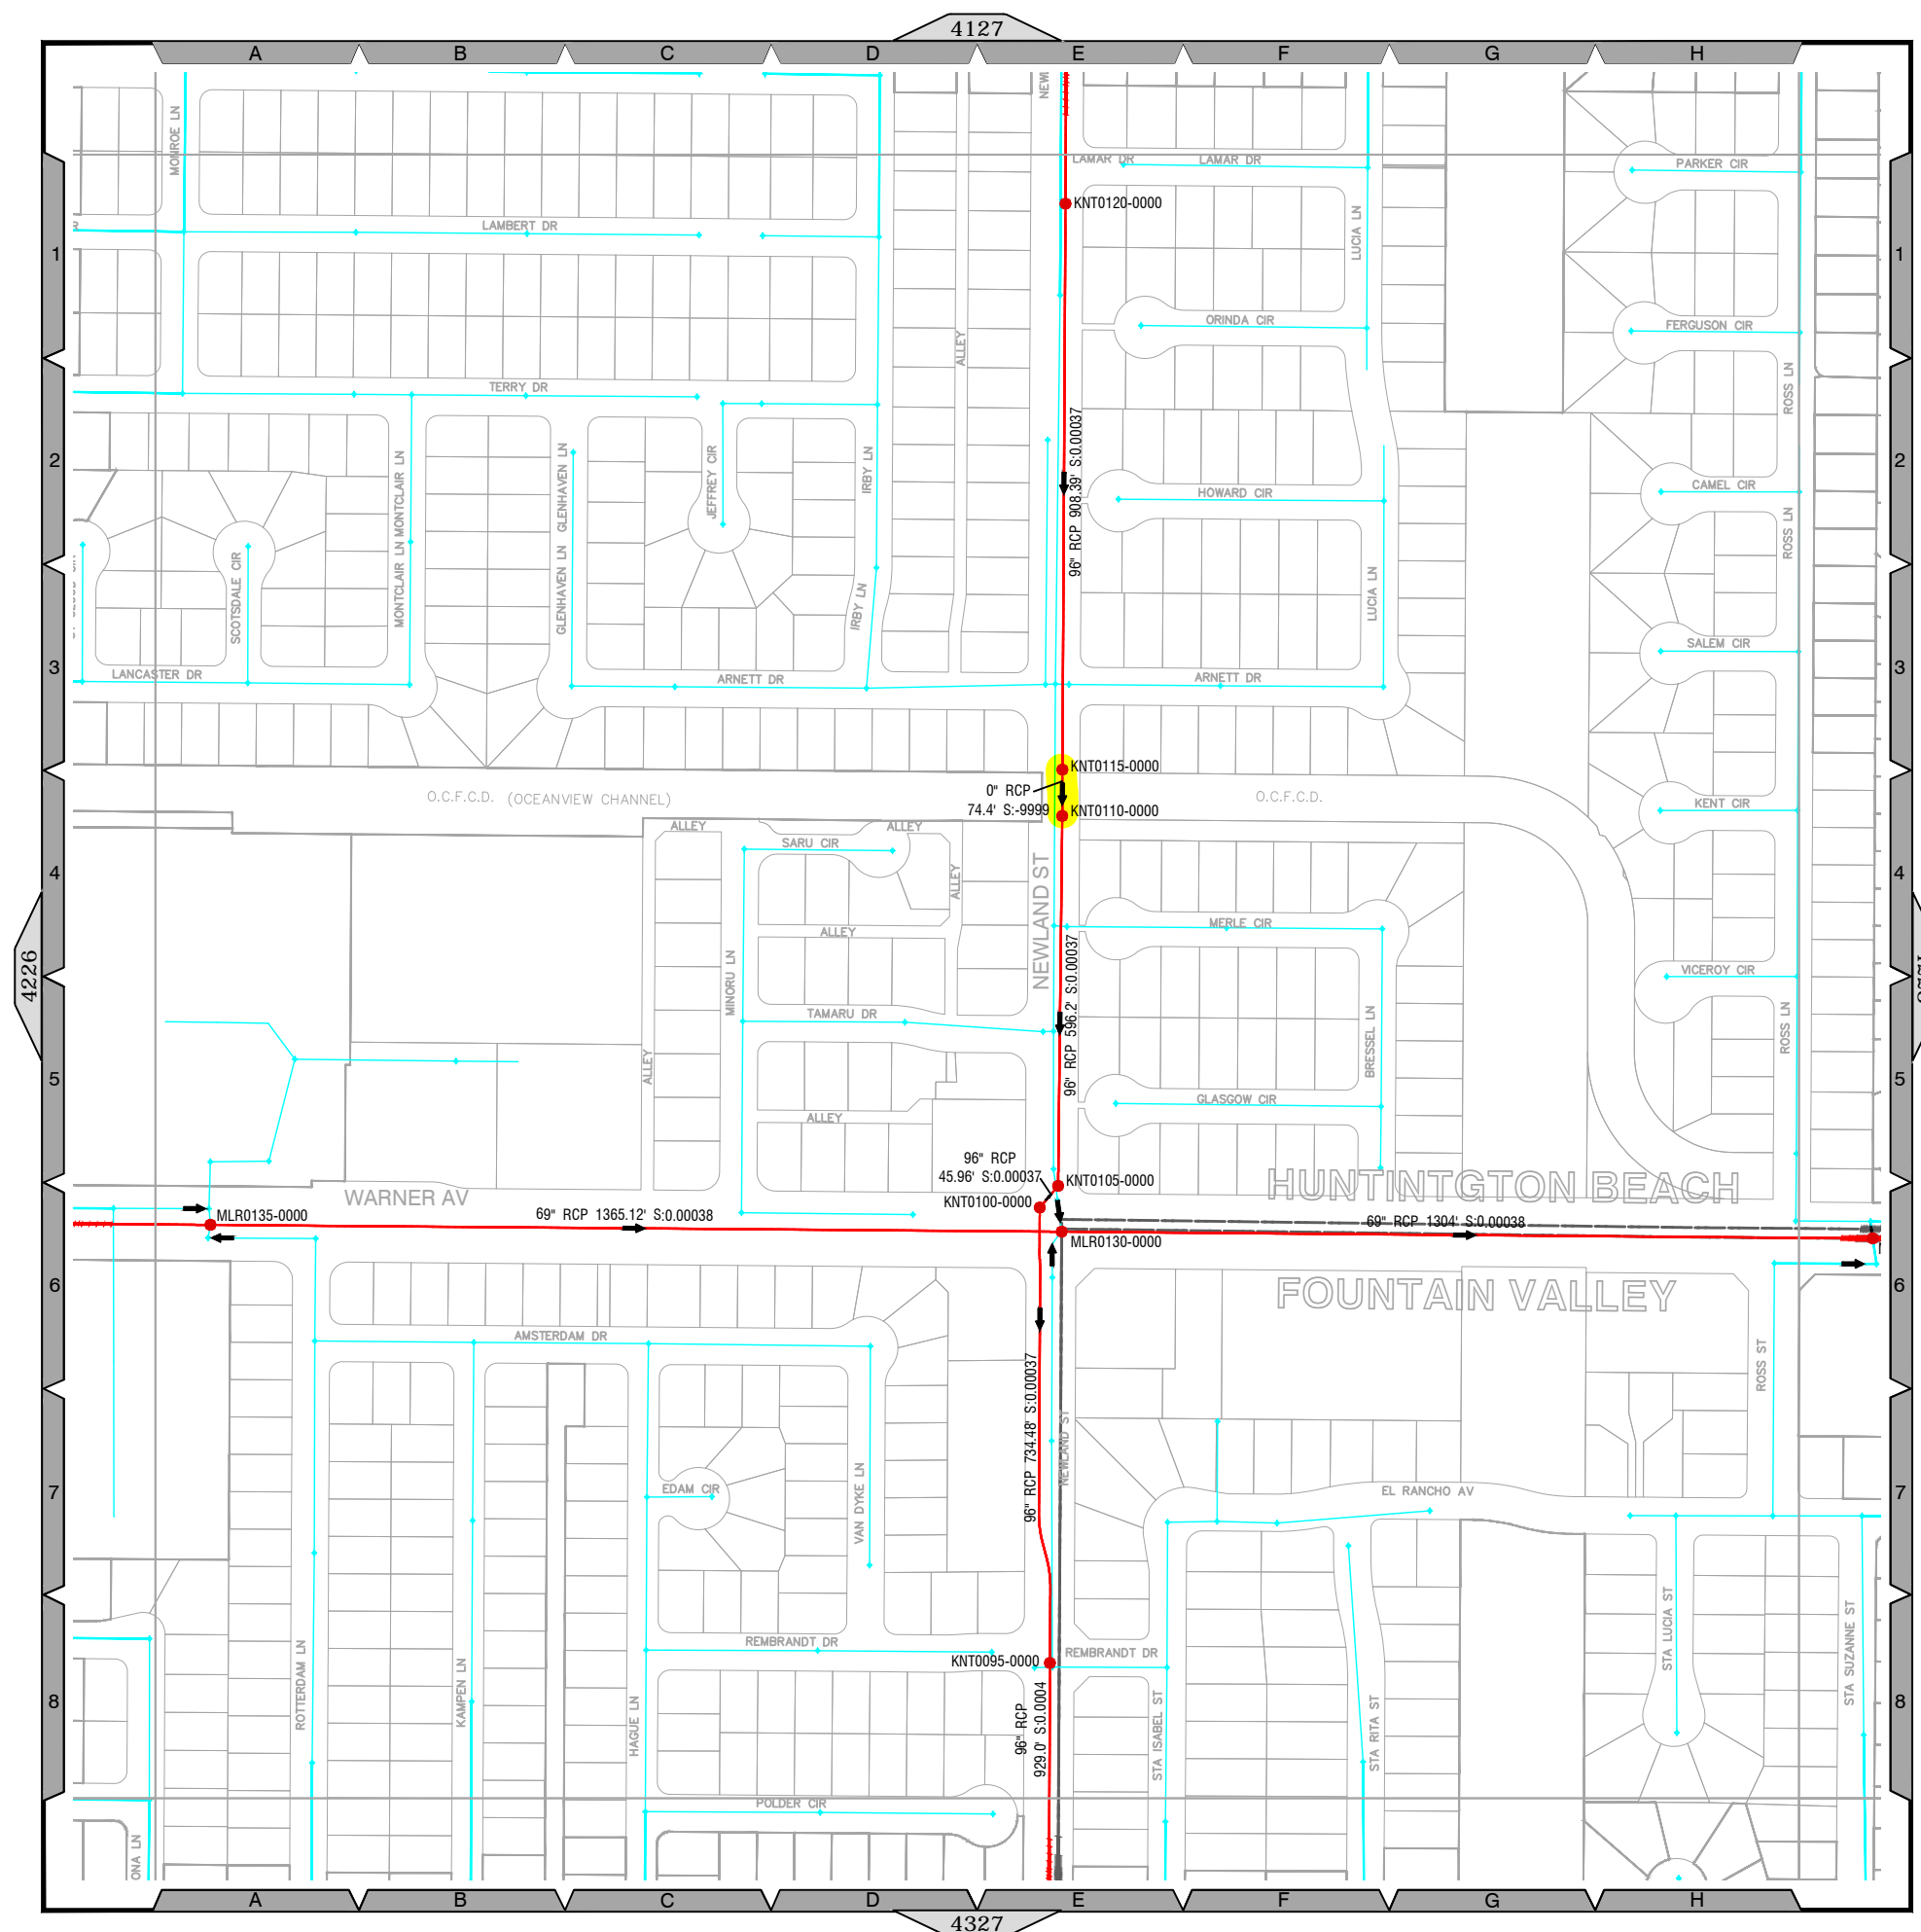 4127
A B C D E F G H
MONROE LN
LAMBERT DR
TERRY DR
LAMAR DR
LAMAR DR
KNT0120-0000
LUCIA LN
PARKER CIR
1
1
ALLEY
ORINDA CIR
FERGUSON CIR
ROSS LN
2
2
MONTCLAIR LN
MONTCLAIR LN
GLENHAVEN LN
GLENHAVEN LN
JEFFREY CIR
IRBY LN
IRBY LN
96" RCP 908.39' S:0.00037
HOWARD CIR
CAMEL CIR
ROSS LN
SCOTSDALE CIR
LUCIA LN
3
3
LANCASTER DR
ARNETT DR
ARNETT DR
SALEM CIR
KNT0115-0000
0" RCP
74.4' S:-9999
KNT0110-0000
O.C.F.C.D. (OCEANVIEW CHANNEL)
O.C.F.C.D.
KENT CIR
ALLEY
ALLEY
SARU CIR
4
4
ALLEY
NEWLAND ST
MERLE CIR
ALLEY
4226
MINORU LN
TAMARU DR
96" RCP 596.2' S:0.00037
VICEROY CIR
ROSS LN
BRESSEL LN
5
5
ALLEY
ALLEY
GLASGOW CIR
96" RCP
45.96' S:0.00037
KNT0105-0000
KNT0100-0000
HUNTINTGTON BEACH
WARNER AV
MLR0135-0000
69" RCP 1365.12' S:0.00038
69" RCP 1304' S:0.00038
MLR0130-0000
FOUNTAIN VALLEY
6
6
AMSTERDAM DR
ROSS ST
96" RCP 734.48' S:0.00037
NEWLAND ST
7
7
EDAM CIR
VAN DYKE LN
EL RANCHO AV
ROTTERDAM LN
KAMPEN LN
HAGUE LN
REMBRANDT DR
REMBRANDT DR
KNT0095-0000
96" RCP
929.0' S:0.0004
STA ISABEL ST
STA RITA ST
STA LUCIA ST
STA SUZANNE ST
8
8
POLDER CIR
ONA LN
A B C D E F G H
4327